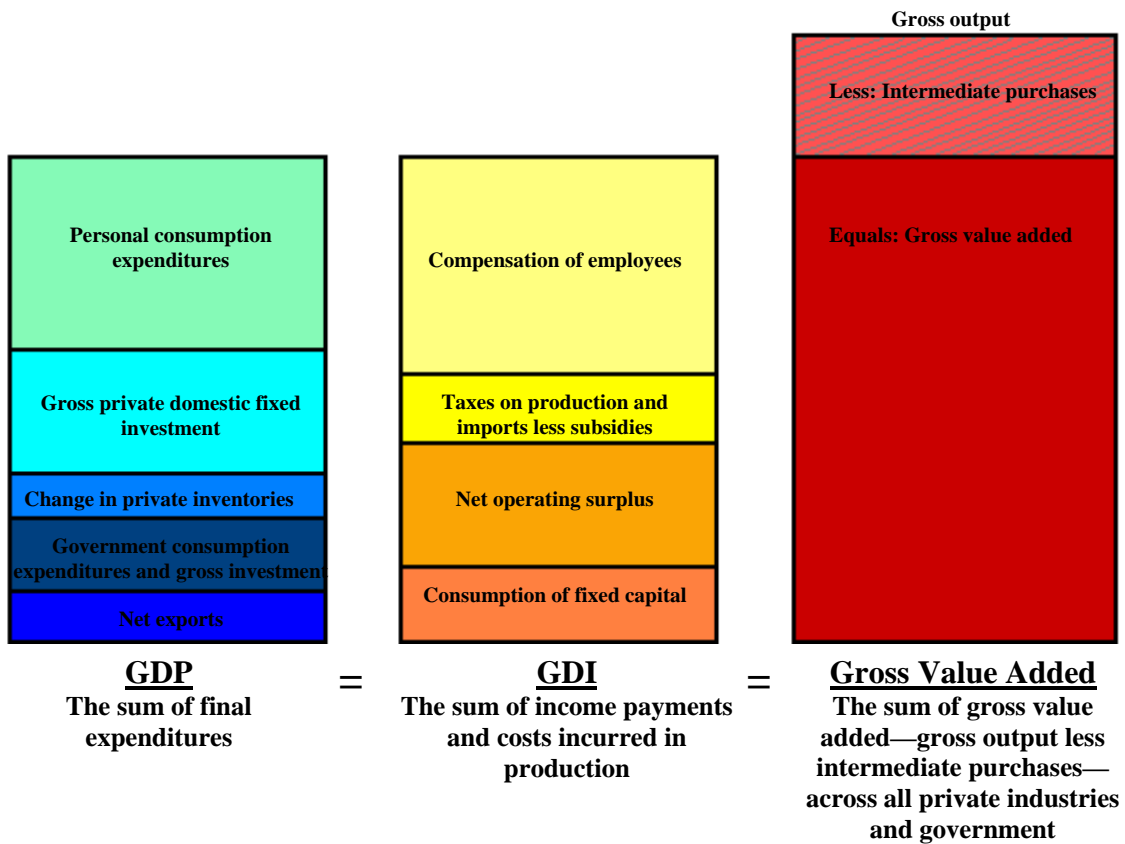 Gross output
Less: Intermediate purchases
Equals: Gross value added
Personal consumption
expenditures
Gross private domestic fixed
investment
Change in private inventories
Government consumption
expenditures and gross investment
Net exports
Compensation of employees
Taxes on production and
imports less subsidies
Net operating surplus
Consumption of fixed capital
GDP
The sum of final
expenditures
=
GDI
The sum of income payments
and costs incurred in
production
=
Gross Value Added
The sum of gross value
added—gross output less
intermediate purchases—
across all private industries
and government